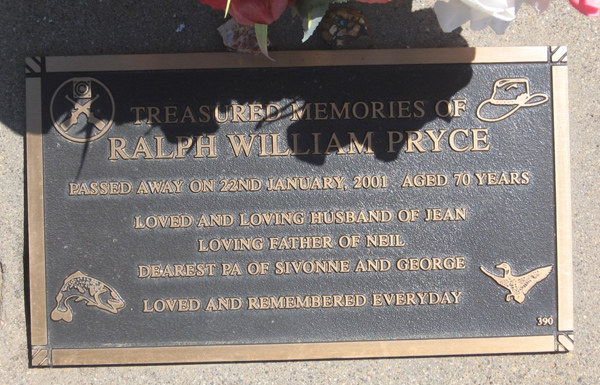 TREASURED MEMORIES OF
RALPH WILLIAM PRYCE
PASSED AWAY ON 22ND JANUARY, 2001 AGED 70 YEARS
LOVED AND LOVING HUSBAND OF JEAN
LOVING FATHER OF NEIL
DEAREST PA OF SIVONNE AND GEORGE
LOVED AND REMEMBERED EVERYDAY
390